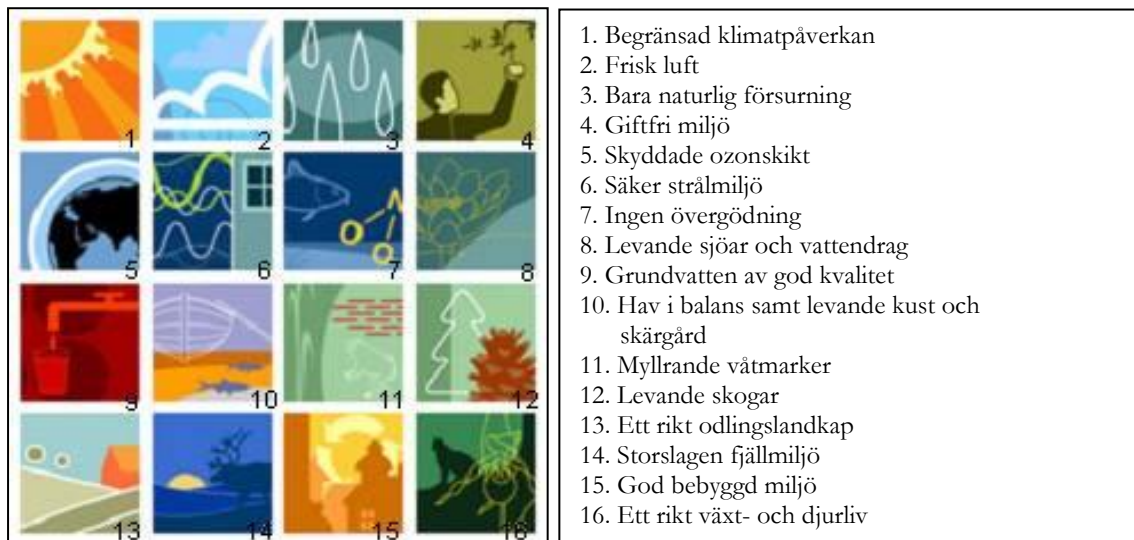 1
2
3
4
5
6
7
8
9
10
11
12
13
14
15
16
O
N
O
1. Begränsad klimatpåverkan
2. Frisk luft
3. Bara naturlig försurning
4. Giftfri miljö
5. Skyddade ozonskikt
6. Säker strålmiljö
7. Ingen övergödning
8. Levande sjöar och vattendrag
9. Grundvatten av god kvalitet
10. Hav i balans samt levande kust och
skärgård
11. Myllrande våtmarker
12. Levande skogar
13. Ett rikt odlingslandkap
14. Storslagen fjällmiljö
15. God bebyggd miljö
16. Ett rikt växt- och djurliv